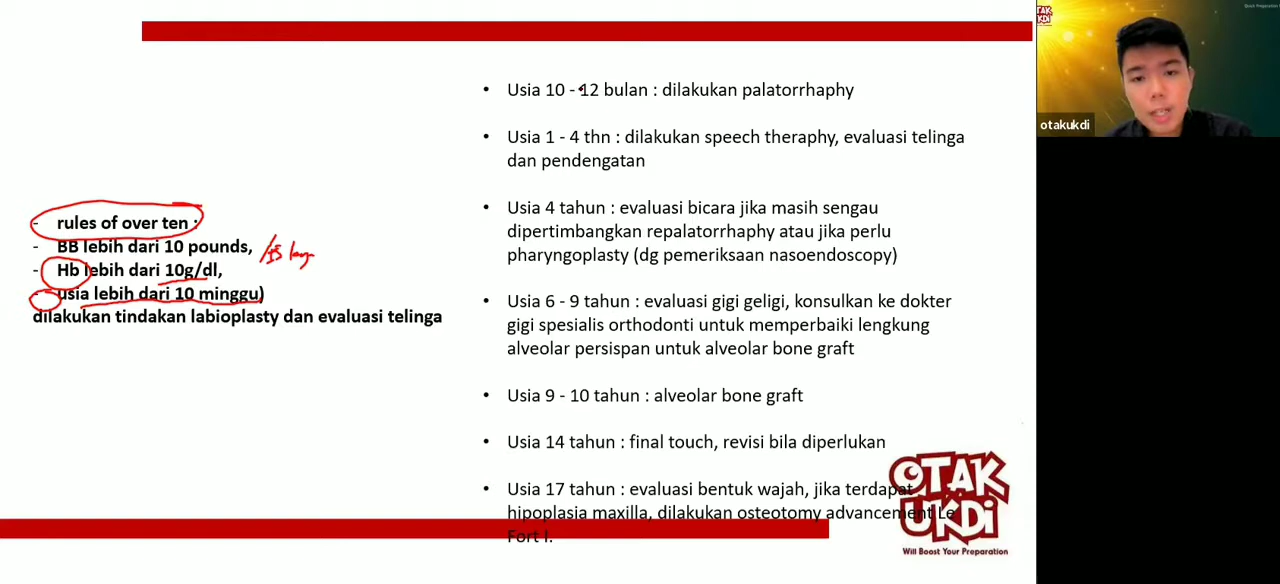 - rules of over ten :
- BB lebih dari 10 pounds,
- Hb lebih dari 10g/dl,
- usia lebih dari 10 minggu)
dilakukan tindakan labioplasty dan evaluasi telinga
• Usia 10 - 12 bulan : dilakukan palatorrhaphy
• Usia 1 - 4 thn : dilakukan speech theraphy, evaluasi telinga
dan pendengatan
• Usia 4 tahun : evaluasi bicara jika masih sengau
dipertimbangkan repalatorrhaphy atau jika perlu
pharyngoplasty (dg pemeriksaan nasoendoscopy)
• Usia 6 - 9 tahun : evaluasi gigi geligi, konsulkan ke dokter
gigi spesialis orthodonti untuk memperbaiki lengkung
alveolar persispan untuk alveolar bone graft
• Usia 9 - 10 tahun : alveolar bone graft
• Usia 14 tahun : final touch, revisi bila diperlukan
• Usia 17 tahun : evaluasi bentuk wajah, jika terdapat
hipoplasia maxilla, dilakukan osteotomy advancement Le
Fort I.
OTAK
UKDI
Will Boost Your Preparation
OTAK
UKDI
otakukdi